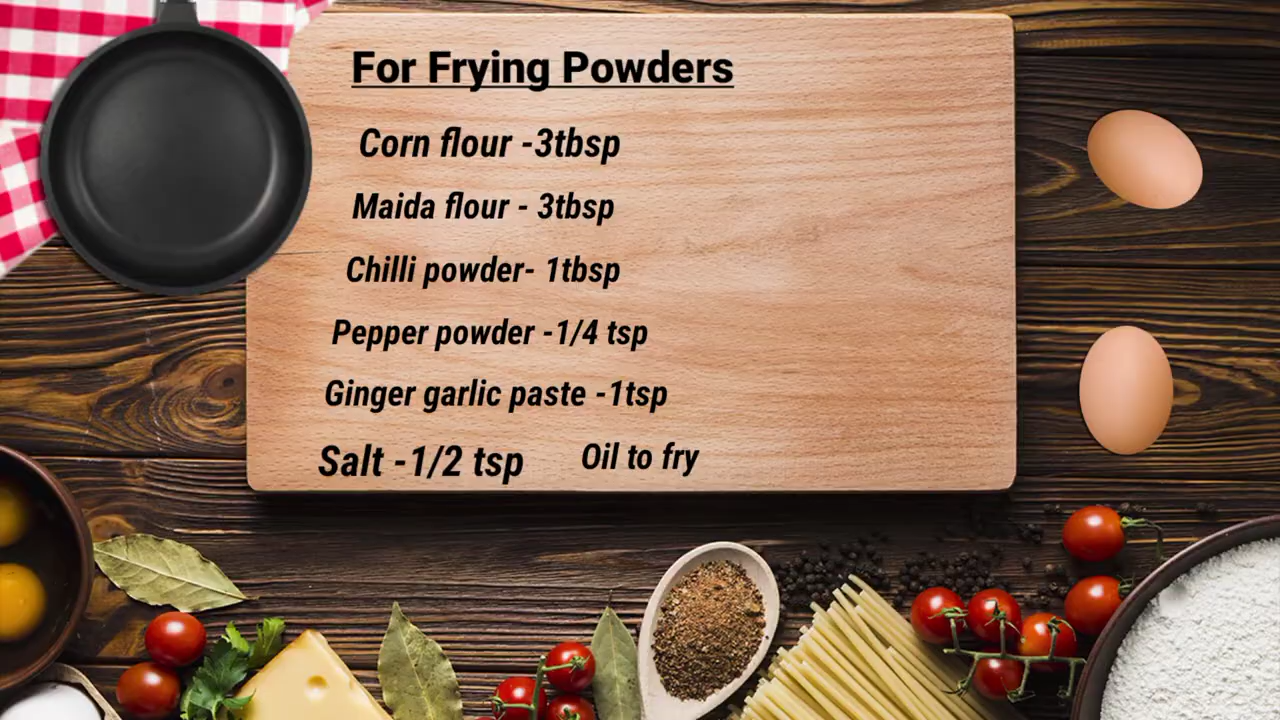 For Frying Powders
Corn flour -3tbsp
Maida flour - 3tbsp
Chilli powder- 1tbsp
Pepper powder -1/4 tsp
Ginger garlic paste -1tsp
Salt -1/2 tsp Oil to fry